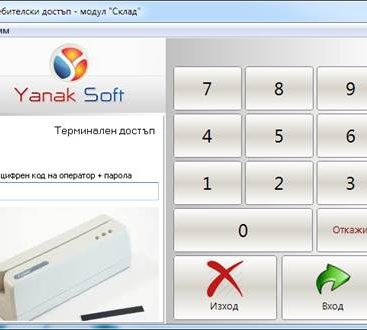 ебителски достъп - модул "Склад"
им
Yanak Soft
Терминален достъп
шифрен код на оператор + парола
7 8 9
4 5 6
1 2 3
0 Откажи
Изход Вход